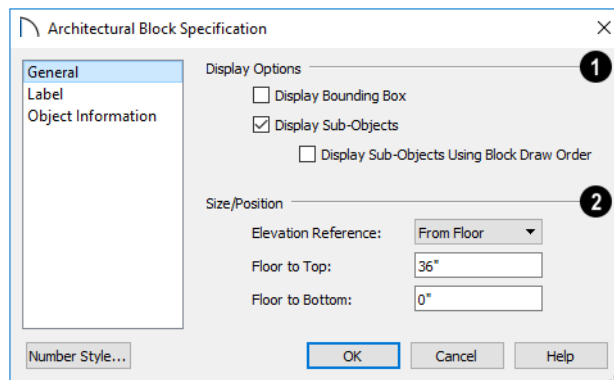 Architectural Block Specification
General
Label
Object Information
Display Options
1
Display Bounding Box
Display Sub-Objects
Display Sub-Objects Using Block Draw Order
Size/Position
2
Elevation Reference: From Floor
Floor to Top: 36"
Floor to Bottom: 0"
Number Style... OK Cancel Help